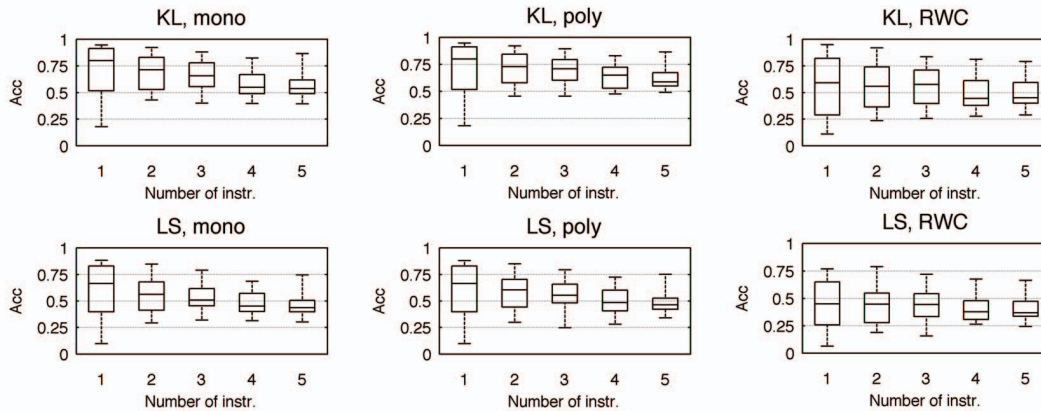 KL, mono
1
0.75
0.5
0.25
0
Acc
1 2 3 4 5
Number of instr.
KL, poly
1
0.75
0.5
0.25
0
Acc
1 2 3 4 5
Number of instr.
KL, RWC
1
0.75
0.5
0.25
0
Acc
1 2 3 4 5
Number of instr.
LS, mono
1
0.75
0.5
0.25
0
Acc
1 2 3 4 5
Number of instr.
LS, poly
1
0.75
0.5
0.25
0
Acc
1 2 3 4 5
Number of instr.
LS, RWC
1
0.75
0.5
0.25
0
Acc
1 2 3 4 5
Number of instr.